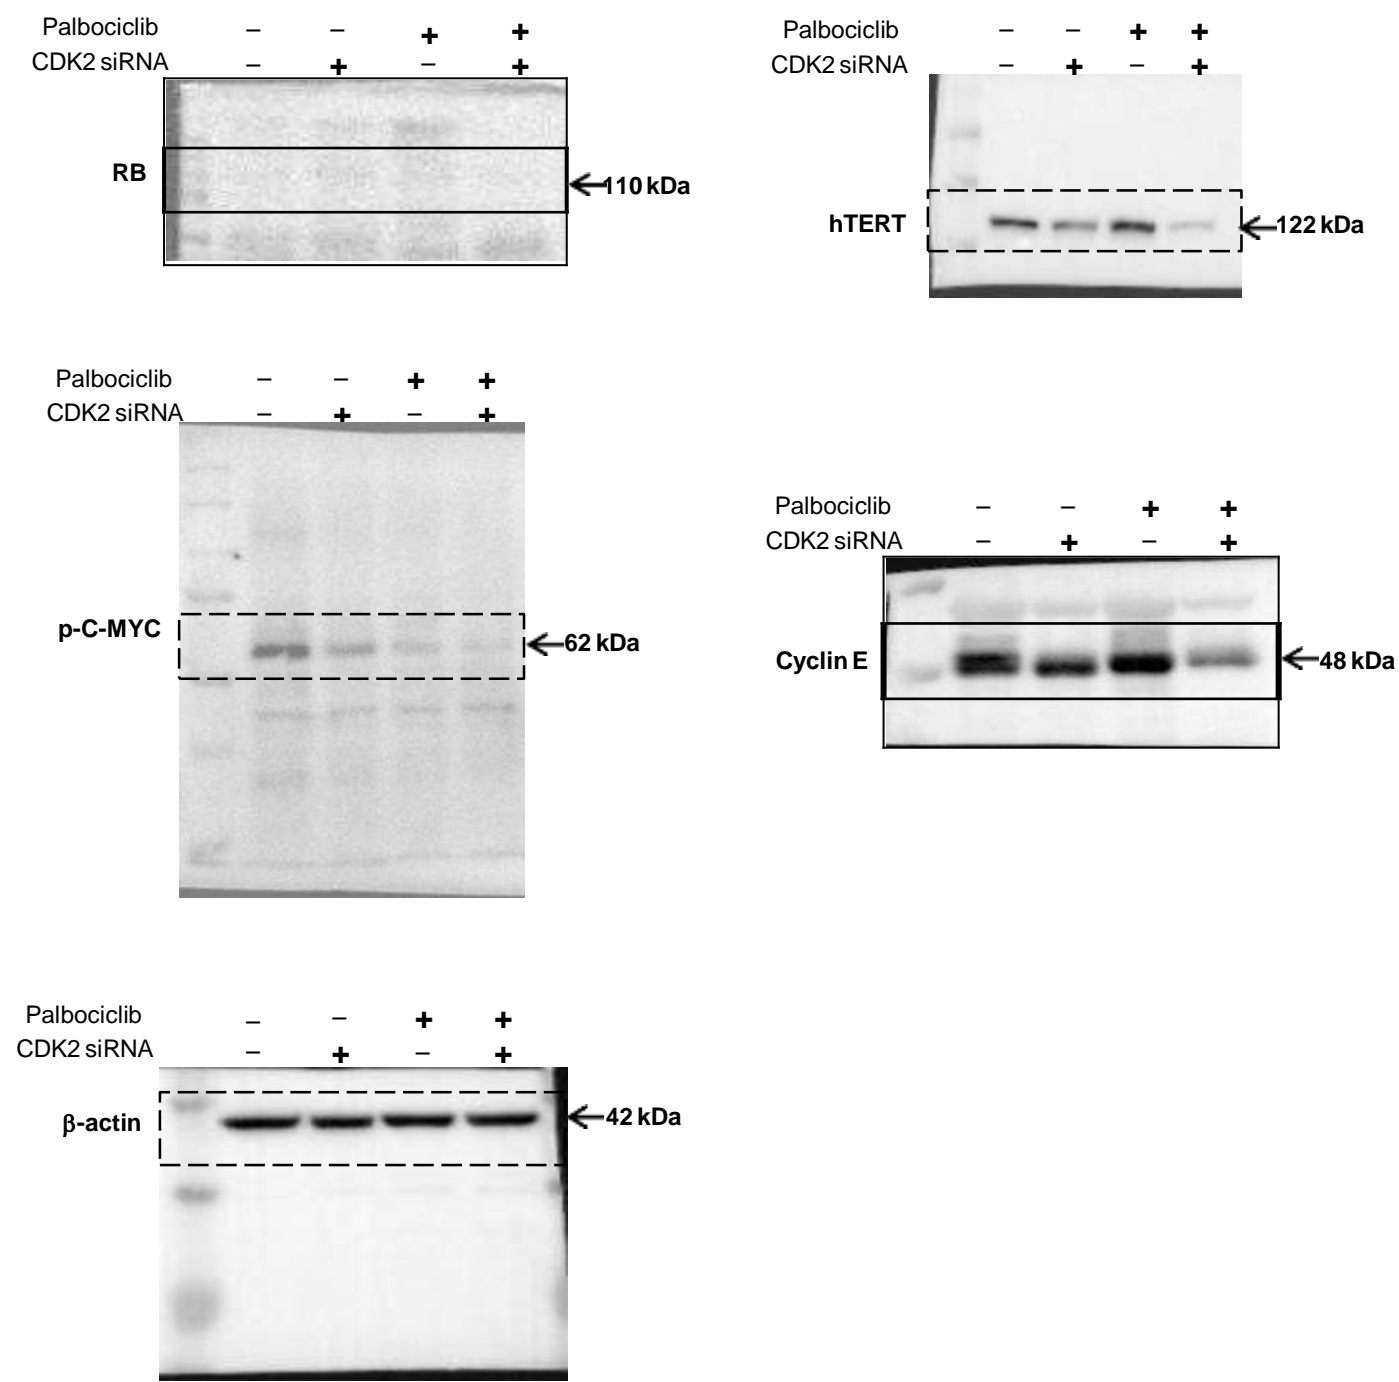 Palbociclib – – + +
CDK2 siRNA – + – +
RB
110 kDa
Palbociclib – – + +
CDK2 siRNA – + – +
hTERT
122 kDa
Palbociclib – – + +
CDK2 siRNA – + – +
p-C-MYC
62 kDa
Palbociclib – – + +
CDK2 siRNA – + – +
Cyclin E
48 kDa
Palbociclib – – + +
CDK2 siRNA – + – +
β-actin
42 kDa